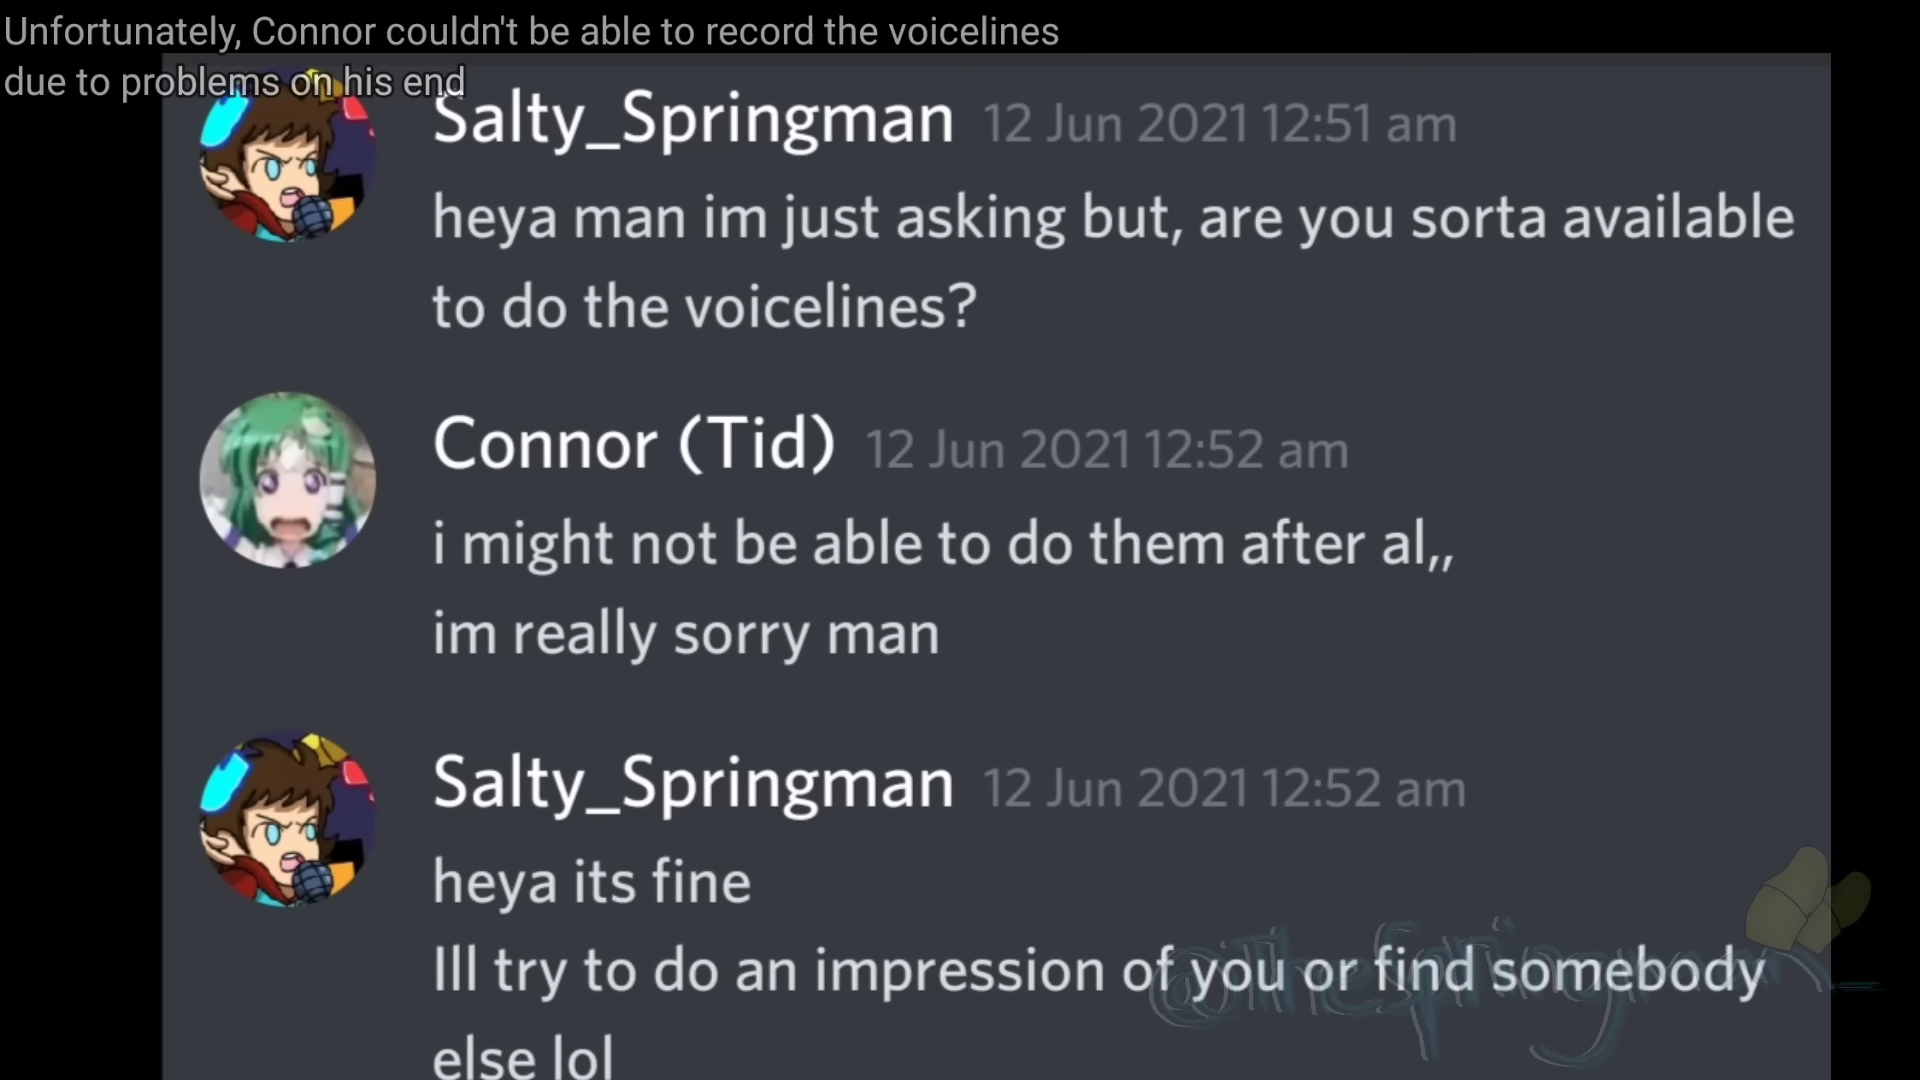 Unfortunately, Connor couldn't be able to record the voicelines
due to problems on his end
Salty_Springman 12 Jun 2021 12:51 am
heya man im just asking but, are you sorta available
to do the voicelines?
Connor (Tid) 12 Jun 2021 12:52 am
i might not be able to do them after al,,
im really sorry man
Salty_Springman 12 Jun 2021 12:52 am
heya its fine
Ill try to do an impression of you or find somebody
else lol
@TheSpringman_